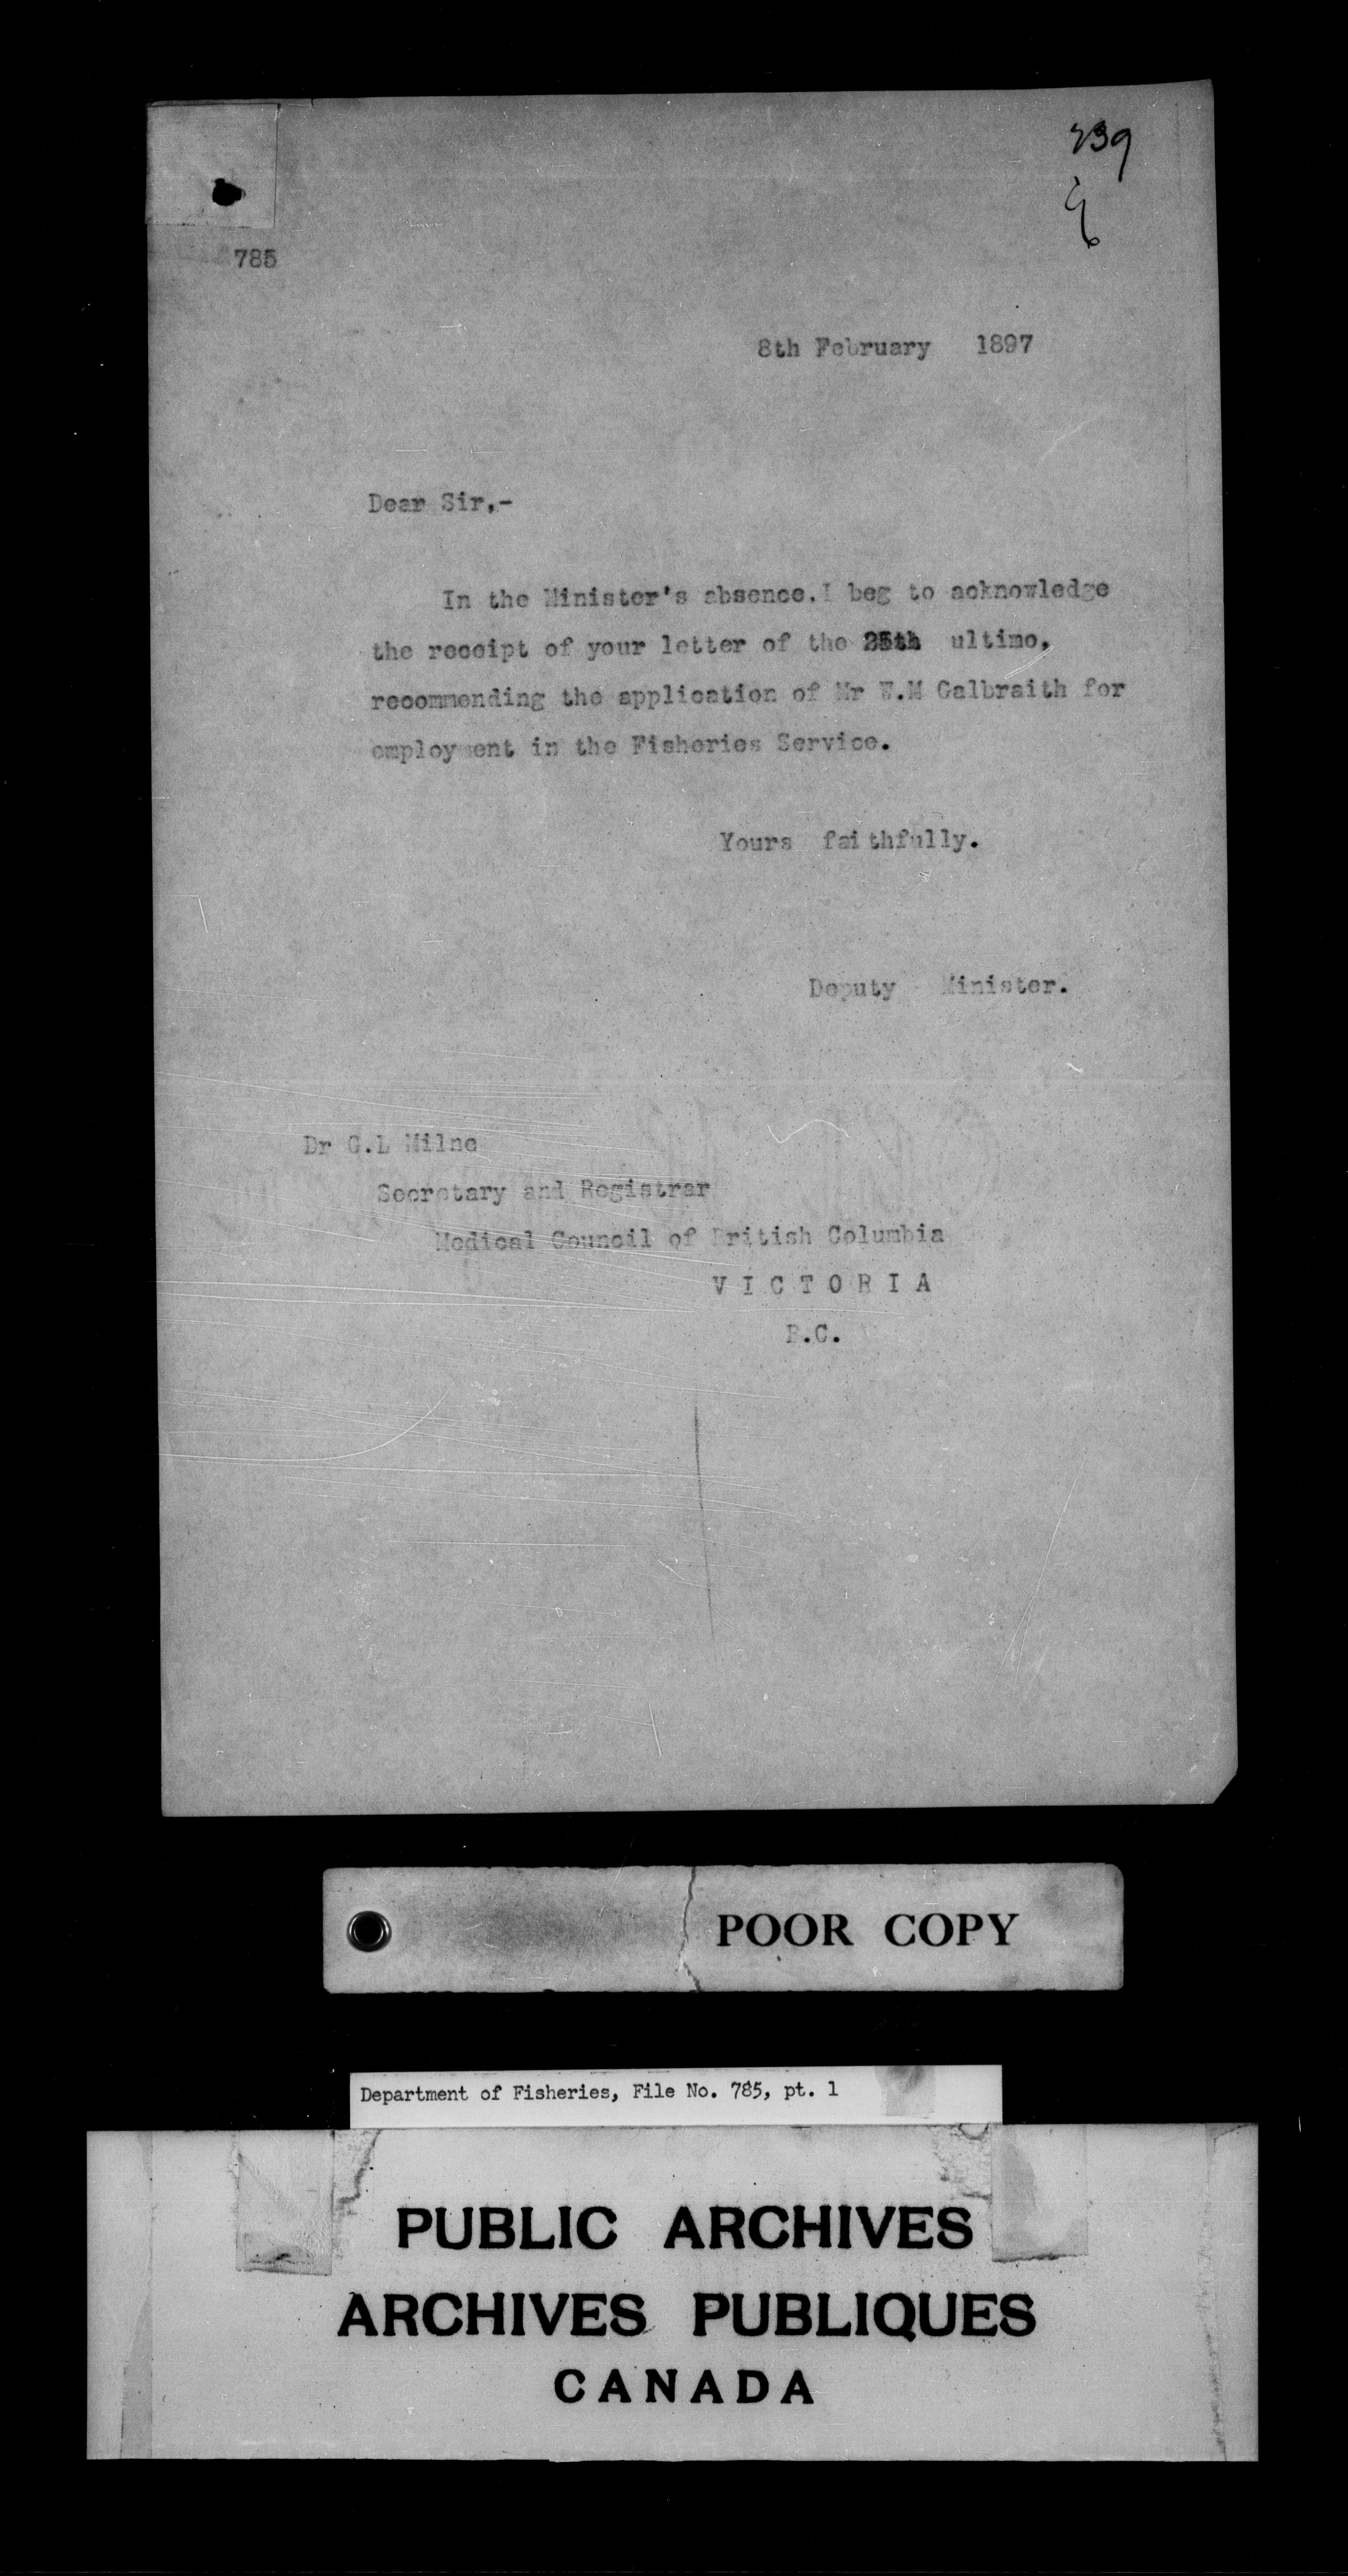 239
785
8th February 1897
Dear Sir,-
In the Minister's absence.I beg to acknowledge
the receipt of your letter of the 25th ultimo,
recommending the application of Mr W.M Galbraith for
employment in the Fisheries Service.
Yours faithfully.
Deputy Minister.
Dr G.L Milne
Secretary and Registrar
Medical Council of British Columbia
VICTORIA
B.C.
POOR COPY
Department of Fisheries, File No. 785, pt. 1
PUBLIC ARCHIVES
ARCHIVES PUBLIQUES
CANADA